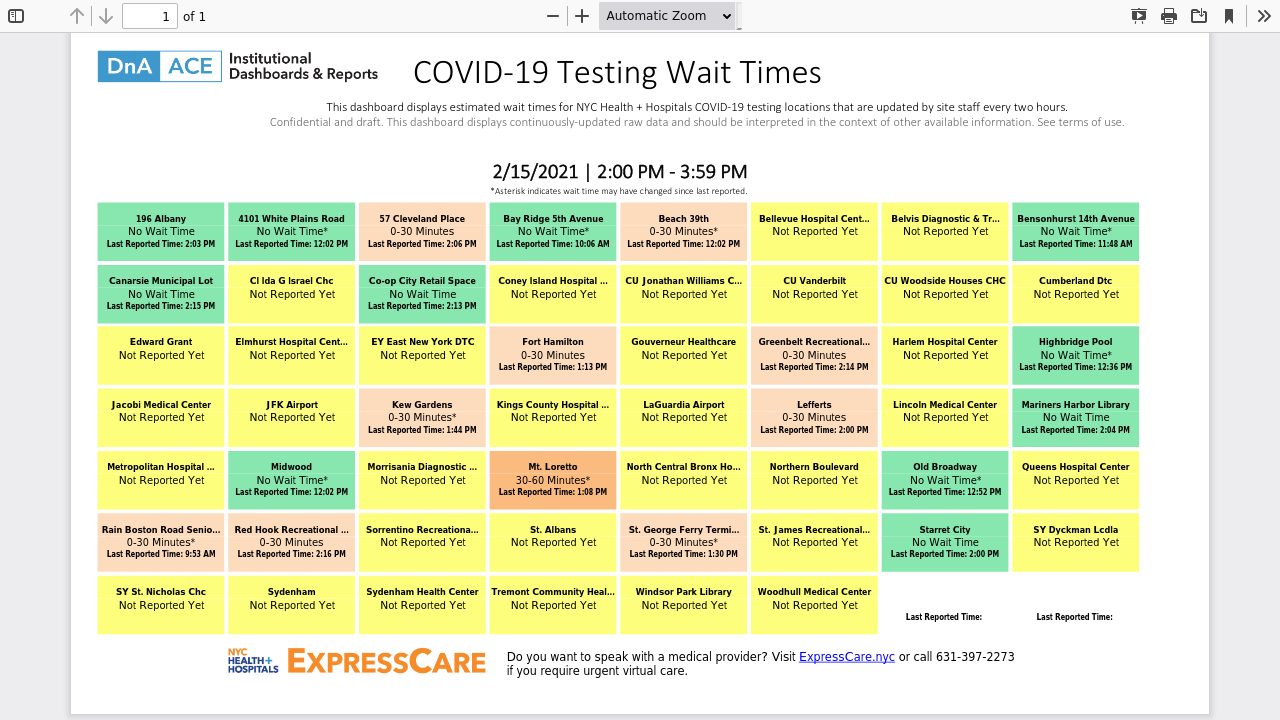 1 of 1 Automatic Zoom
DnA ACE Institutional
Dashboards & Reports
COVID-19 Testing Wait Times
This dashboard displays estimated wait times for NYC Health + Hospitals COVID-19 testing locations that are updated by site staff every two hours.
Confidential and draft. This dashboard displays continuously-updated raw data and should be interpreted in the context of other available information. See terms of use.
2/15/2021 | 2:00 PM - 3:59 PM
*Asterisk indicates wait time may have changed since last reported.
196 Albany
No Wait Time
Last Reported Time: 2:03 PM
4101 White Plains Road
No Wait Time*
Last Reported Time: 12:02 PM
57 Cleveland Place
0-30 Minutes
Last Reported Time: 2:06 PM
Bay Ridge 5th Avenue
No Wait Time*
Last Reported Time: 10:06 AM
Beach 39th
0-30 Minutes*
Last Reported Time: 12:02 PM
Bellevue Hospital Cent...
Not Reported Yet
Belvis Diagnostic & Tr...
Not Reported Yet
Bensonhurst 14th Avenue
No Wait Time*
Last Reported Time: 11:48 AM
Canarsie Municipal Lot
No Wait Time
Last Reported Time: 2:15 PM
Cl Ida G Israel Chc
Not Reported Yet
Co-op City Retail Space
No Wait Time
Last Reported Time: 2:13 PM
Coney Island Hospital ...
Not Reported Yet
CU Jonathan Williams C...
Not Reported Yet
CU Vanderbilt
Not Reported Yet
CU Woodside Houses CHC
Not Reported Yet
Cumberland Dtc
Not Reported Yet
Edward Grant
Not Reported Yet
Elmhurst Hospital Cent...
Not Reported Yet
EY East New York DTC
Not Reported Yet
Fort Hamilton
0-30 Minutes
Last Reported Time: 1:13 PM
Gouverneur Healthcare
Not Reported Yet
Greenbelt Recreational...
0-30 Minutes
Last Reported Time: 2:14 PM
Harlem Hospital Center
Not Reported Yet
Highbridge Pool
No Wait Time*
Last Reported Time: 12:36 PM
Jacobi Medical Center
Not Reported Yet
JFK Airport
Not Reported Yet
Kew Gardens
0-30 Minutes*
Last Reported Time: 1:44 PM
Kings County Hospital ...
Not Reported Yet
LaGuardia Airport
Not Reported Yet
Lefferts
0-30 Minutes
Last Reported Time: 2:00 PM
Lincoln Medical Center
Not Reported Yet
Mariners Harbor Library
No Wait Time
Last Reported Time: 2:04 PM
Metropolitan Hospital ...
Not Reported Yet
Midwood
No Wait Time*
Last Reported Time: 12:02 PM
Morrisania Diagnostic ...
Not Reported Yet
Mt. Loretto
30-60 Minutes*
Last Reported Time: 1:08 PM
North Central Bronx Ho...
Not Reported Yet
Northern Boulevard
Not Reported Yet
Old Broadway
No Wait Time*
Last Reported Time: 12:52 PM
Queens Hospital Center
Not Reported Yet
Rain Boston Road Senio...
0-30 Minutes*
Last Reported Time: 9:53 AM
Red Hook Recreational ...
0-30 Minutes
Last Reported Time: 2:16 PM
Sorrentino Recreationa...
Not Reported Yet
St. Albans
Not Reported Yet
St. George Ferry Termi...
0-30 Minutes*
Last Reported Time: 1:30 PM
St. James Recreational...
Not Reported Yet
Starret City
No Wait Time
Last Reported Time: 2:00 PM
SY Dyckman Lcdla
Not Reported Yet
SY St. Nicholas Chc
Not Reported Yet
Sydenham
Not Reported Yet
Sydenham Health Center
Not Reported Yet
Tremont Community Heal...
Not Reported Yet
Windsor Park Library
Not Reported Yet
Woodhull Medical Center
Not Reported Yet
Last Reported Time:
Last Reported Time:
NYC
HEALTH+
HOSPITALS
EXPRESSCARE
Do you want to speak with a medical provider? Visit ExpressCare.nyc or call 631-397-2273
if you require urgent virtual care.